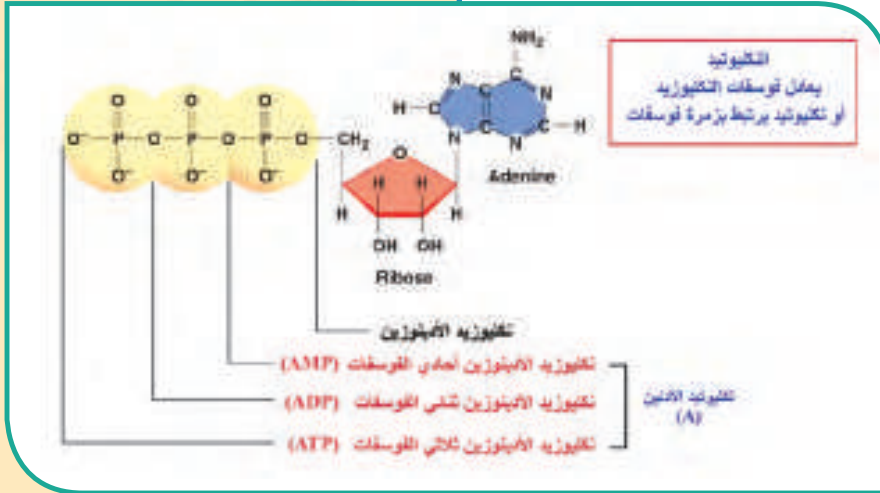 النكليوتيد
يعادل فوسفات النكليوزيد
أو نكليوتيد يرتبط بزمرة فوسفات
NH₂
N
C
C
N
H
C
C
C
H
N
N
Adenine
O
O
O
O⁻
P
O
P
O
P
O
CH₂
O⁻
O⁻
O⁻
O
H
H
H
H
OH
OH
Ribose
نكليوزيد الأدينوزين
نكليوزيد الأدينوزين أحادي الفوسفات (AMP)
نكليوزيد الأدينوزين ثنائي الفوسفات (ADP)
نكليوزيد الأدينوزين ثلاثي الفوسفات (ATP)
نكليوتيد الأدنين
(A)